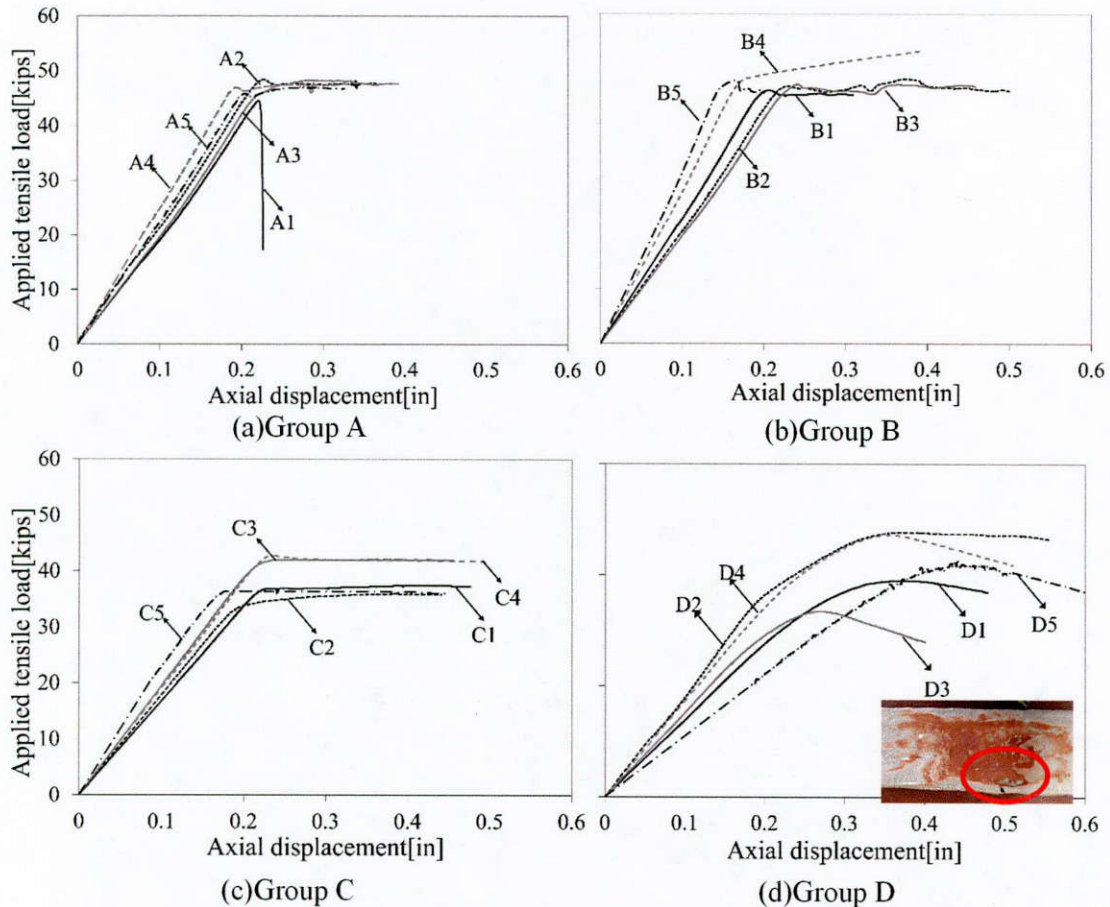 60
50
40
30
20
10
0
Applied tensile load[kips]
A2
A5
A4
A3
A1
0
0.1
0.2
0.3
0.4
0.5
0.6
Axial displacement[in]
(a)Group A
B4
B5
B1
B3
B2
0
0.1
0.2
0.3
0.4
0.5
0.6
Axial displacement[in]
(b)Group B
60
50
40
30
20
10
0
Applied tensile load[kips]
C3
C5
C4
C1
C2
0
0.1
0.2
0.3
0.4
0.5
0.6
Axial displacement[in]
(c)Group C
D4
D2
D1
D5
D3
0
0.1
0.2
0.3
0.4
0.5
0.6
Axial displacement[in]
(d)Group D